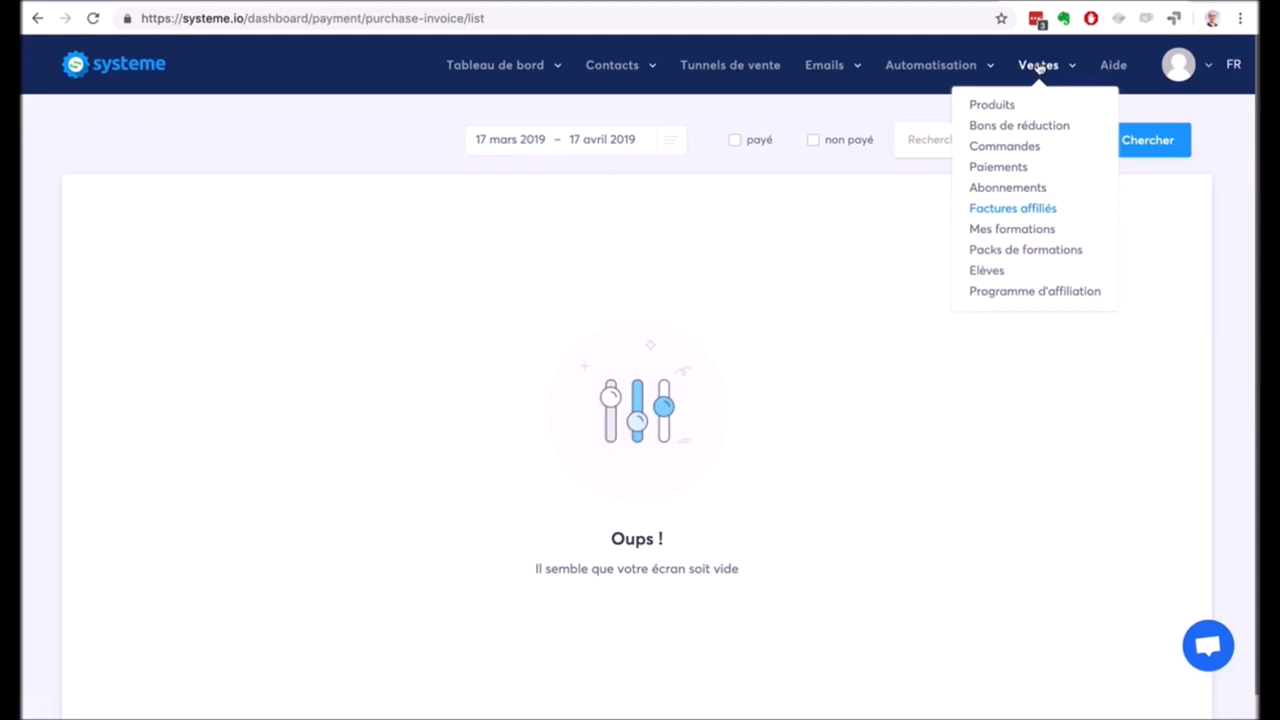 https://systeme.io/dashboard/payment/purchase-invoice/list
3
systeme
Tableau de bord
Contacts
Tunnels de vente
Emails
Automatisation
Ventes
Aide
FR
17 mars 2019 – 17 avril 2019
payé
non payé
Recherc
Chercher
Produits
Bons de réduction
Commandes
Paiements
Abonnements
Factures affiliés
Mes formations
Packs de formations
Elèves
Programme d'affiliation
Oups !
Il semble que votre écran soit vide